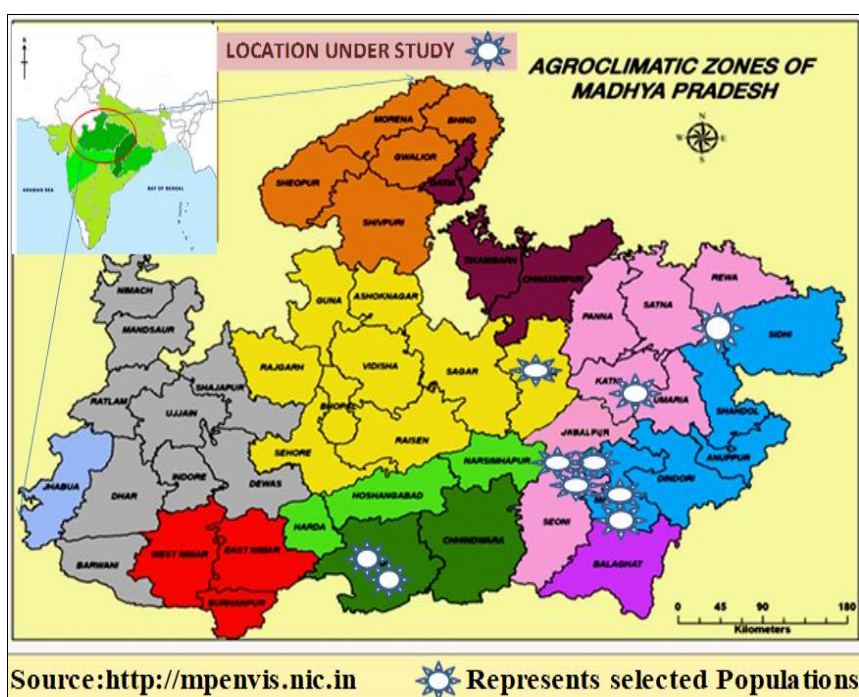 LOCATION UNDER STUDY
AGROCLIMATIC ZONES OF
MADHYA PRADESH
N
W E
S
ARABIAN SEA
BAY OF BENGAL
MORENA
BHIND
GWALIOR
DATIA
SHEOPUR
SHIVPURI
TIKAMGARH
CHHATARPUR
REWA
NIMACH
GUNA
ASHOKNAGAR
PANNA
SATNA
SIDHI
MANDSAUR
RAJGARH
VIDISHA
SAGAR
SHAJAPUR
KATNI
UMARIA
RATLAM
UJJAIN
BHOPAL
SHAHDOL
JABALPUR
RAISEN
SEHORE
ANUPPUR
NARSIMHAPUR
DINDORI
JHABUA
INDORE
DEWAS
DHAR
HOSHANGABAD
HARDA
SEONI
WEST NIMAR
EAST NIMAR
CHHINDWARA
BALAGHAT
BARWANI
BURHANPUR
0 45 90 180
Kilometers
Source:http://mpenvis.nic.in
Represents selected Populations